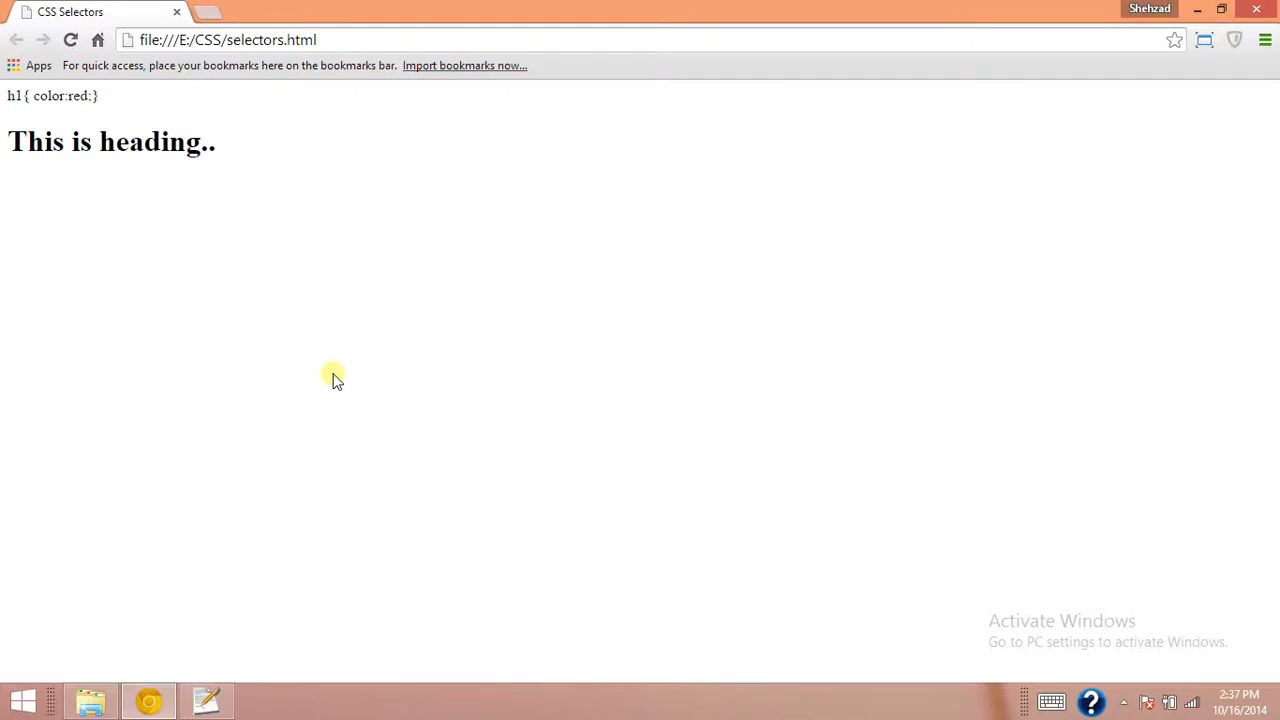 CSS Selectors
Shehzad
file:///E:/CSS/selectors.html
Apps For quick access, place your bookmarks here on the bookmarks bar. Import bookmarks now...
h1{ color:red;}
This is heading..
Activate Windows
Go to PC settings to activate Windows.
2:37 PM
10/16/2014